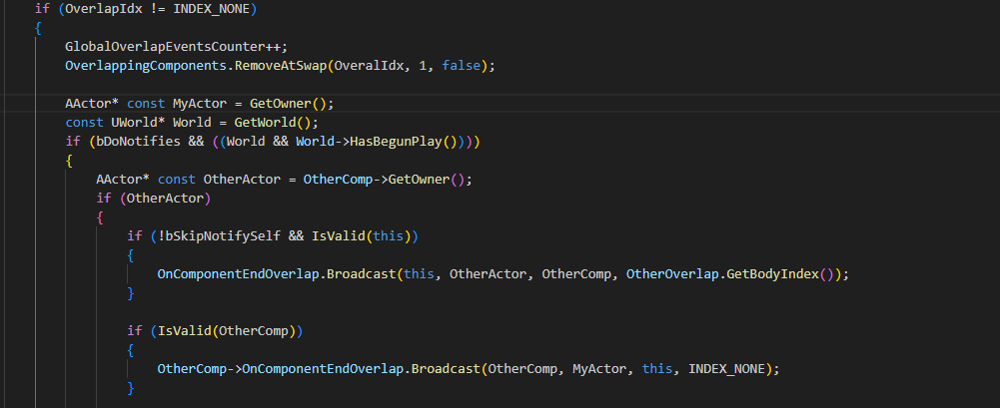 if (OverlapIdx != INDEX_NONE)
{
GlobalOverlapEventsCounter++;
OverlappingComponents.RemoveAtSwap(OveralIdx, 1, false);
AActor* const MyActor = GetOwner();
const UWorld* World = GetWorld();
if (bDoNotifies && ((World && World->HasBegunPlay())))
{
AActor* const OtherActor = OtherComp->GetOwner();
if (OtherActor)
{
if (!bSkipNotifySelf && IsValid(this))
{
OnComponentEndOverlap.Broadcast(this, OtherActor, OtherComp, OtherOverlap.GetBodyIndex());
}
if (IsValid(OtherComp))
{
OtherComp->OnComponentEndOverlap.Broadcast(OtherComp, MyActor, this, INDEX_NONE);
}